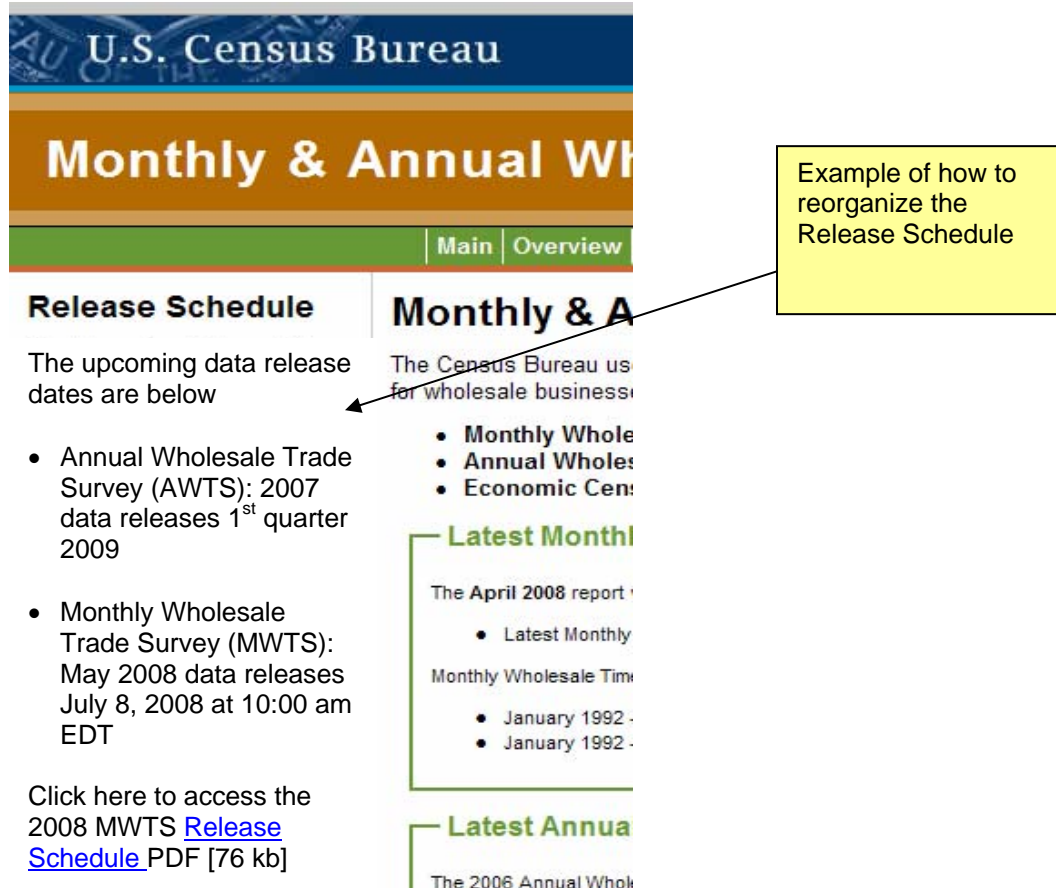 U.S. Census Bureau
Monthly & Annual
Main | Overview
Release Schedule
The upcoming data release
dates are below
• Annual Wholesale Trade
Survey (AWTS): 2007
data releases 1st quarter
2009
• Monthly Wholesale
Trade Survey (MWTS):
May 2008 data releases
July 8, 2008 at 10:00 am
EDT
Click here to access the
2008 MWTS Release
Schedule PDF [76 kb]
Monthly & A
The Census Bureau us
for wholesale businesse
• Monthly Whole
• Annual Wholes
• Economic Cens
Latest Monthl
The April 2008 report
• Latest Monthly
Monthly Wholesale Time
• January 1992 -
• January 1992 -
Latest Annua
The 2006 Annual Whole
Example of how to
reorganize the
Release Schedule